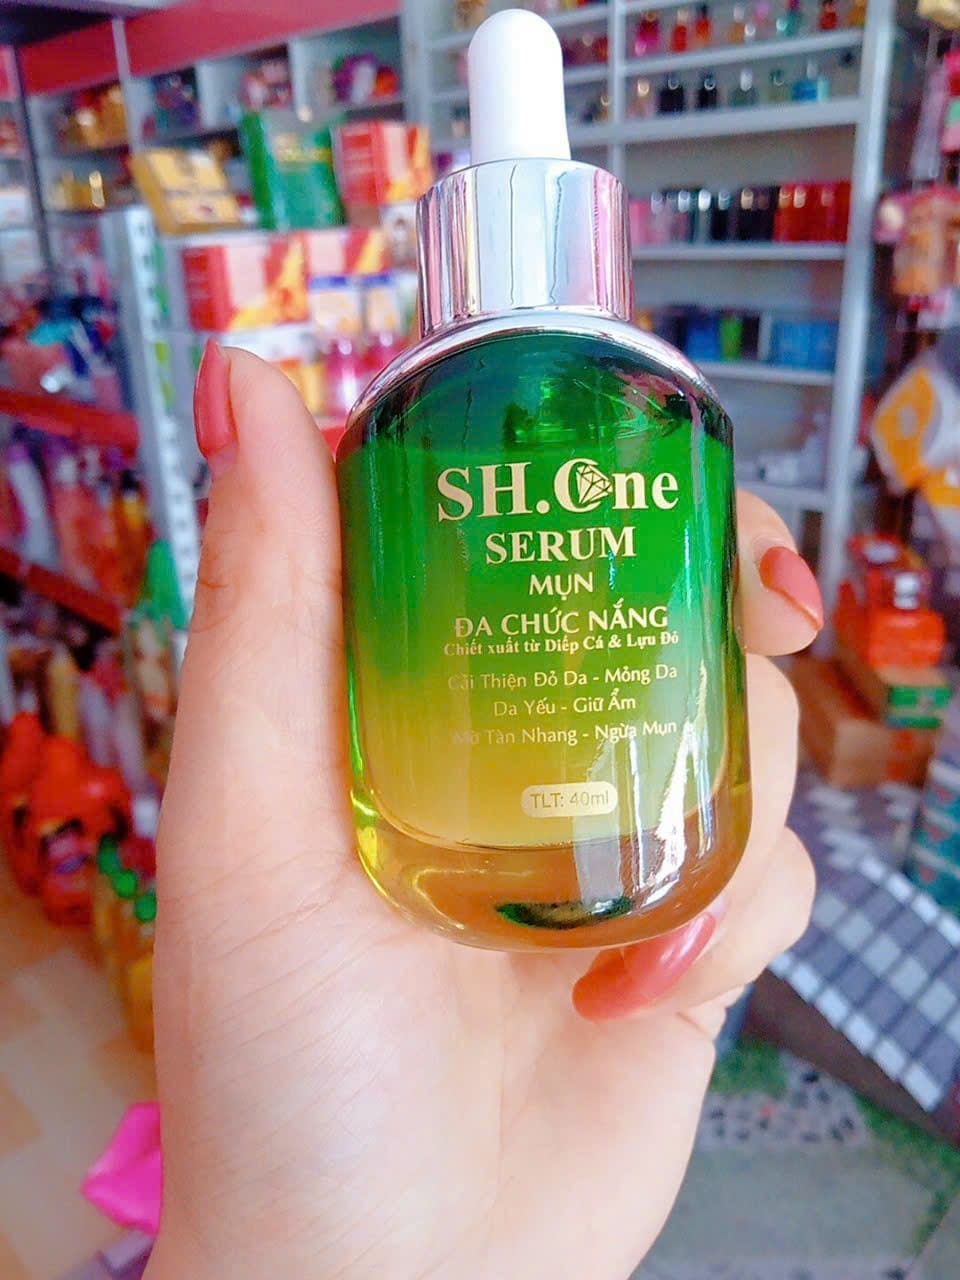 SH.One
SERUM
MỤN
ĐA CHỨC NĂNG
Chiết xuất từ Diếp Cá & Lựu Đỏ
Cải Thiện Đỏ Da - Mỏng Da
Da Yếu - Giữ Ẩm
Mờ Tàn Nhang - Ngừa Mụn
TLT: 40ml